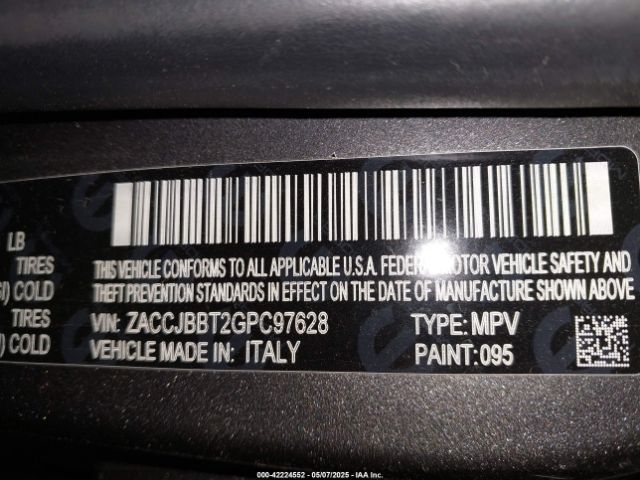 LB
TIRES THIS VEHICLE CONFORMS TO ALL APPLICABLE U.S.A. FEDERAL MOTOR VEHICLE SAFETY AND
COLD THEFT PREVENTION STANDARDS IN EFFECT ON THE DATE OF MANUFACTURE SHOWN ABOVE
TIRES VIN: ZACCJBBT2GPC97628 TYPE: MPV
COLD VEHICLE MADE IN: ITALY PAINT: 095
000-42224552 - 05/07/2025 - IAA Inc.